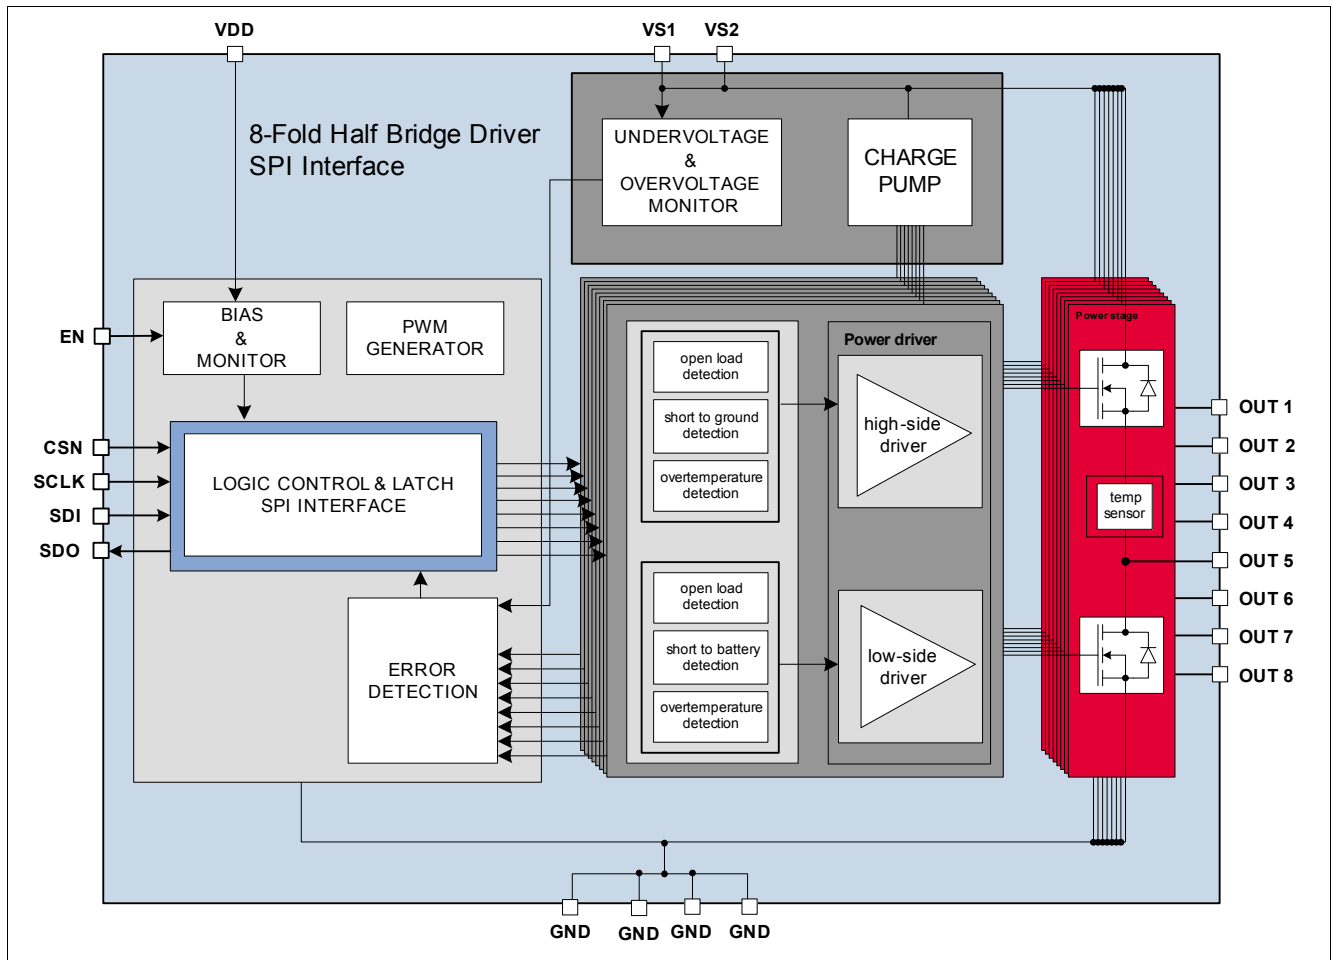 VDD
VS1
VS2
8-Fold Half Bridge Driver
SPI Interface
UNDERVOLTAGE
&
OVERVOLTAGE
MONITOR
CHARGE
PUMP
BIAS
&
MONITOR
PWM
GENERATOR
EN
CSN
SCLK
SDI
SDO
LOGIC CONTROL & LATCH
SPI INTERFACE
ERROR
DETECTION
open load
detection
short to ground
detection
overtemperature
detection
open load
detection
short to battery
detection
overtemperature
detection
Power driver
high-side
driver
low-side
driver
Power stage
temp
sensor
OUT 1
OUT 2
OUT 3
OUT 4
OUT 5
OUT 6
OUT 7
OUT 8
GND
GND
GND
GND